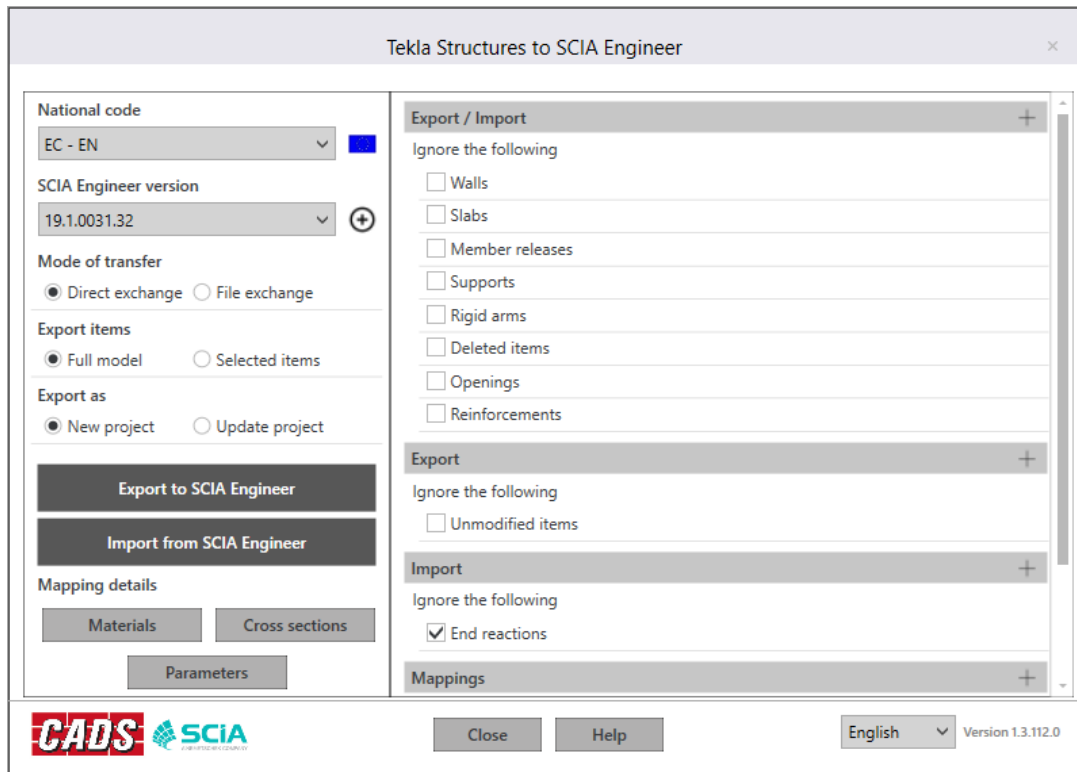 Tekla Structures to SCIA Engineer
National code
EC - EN
SCIA Engineer version
19.1.0031.32
Mode of transfer
Direct exchange File exchange
Export items
Full model Selected items
Export as
New project Update project
Export to SCIA Engineer
Import from SCIA Engineer
Mapping details
Materials Cross sections
Parameters
Export / Import
Ignore the following
Walls
Slabs
Member releases
Supports
Rigid arms
Deleted items
Openings
Reinforcements
Export
Ignore the following
Unmodified items
Import
Ignore the following
End reactions
Mappings
CADS SCiA
A NEMETSCHEK COMPANY
Close Help
English Version 1.3.112.0